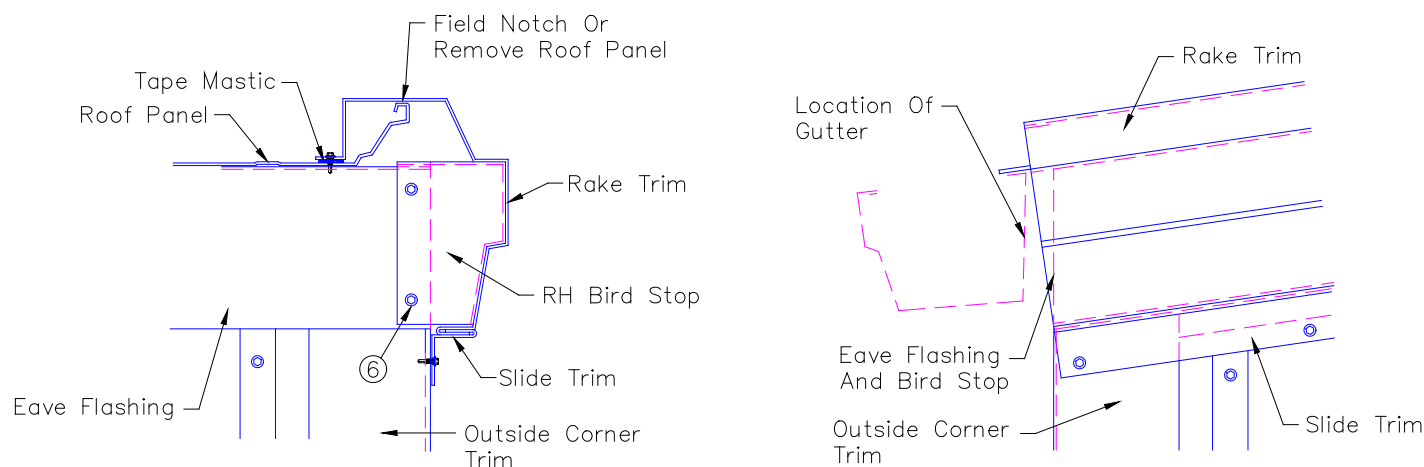 Field Notch Or
Remove Roof Panel
Tape Mastic
Roof Panel
Rake Trim
RH Bird Stop
6
Slide Trim
Eave Flashing
Outside Corner
Trim
Rake Trim
Location Of
Gutter
Eave Flashing
And Bird Stop
Outside Corner
Trim
Slide Trim